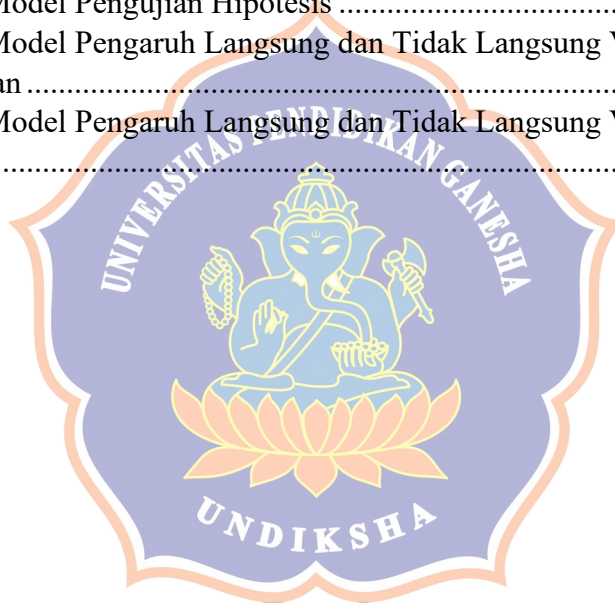 Model Pengujian Hipotesis ........................................
Model Pengaruh Langsung dan Tidak Langsung V
an ........................................................................
Model Pengaruh Langsung dan Tidak Langsung V
............................................................................
UNIVERSITAS PENDIDIKAN GANESHA
UNDIKSHA